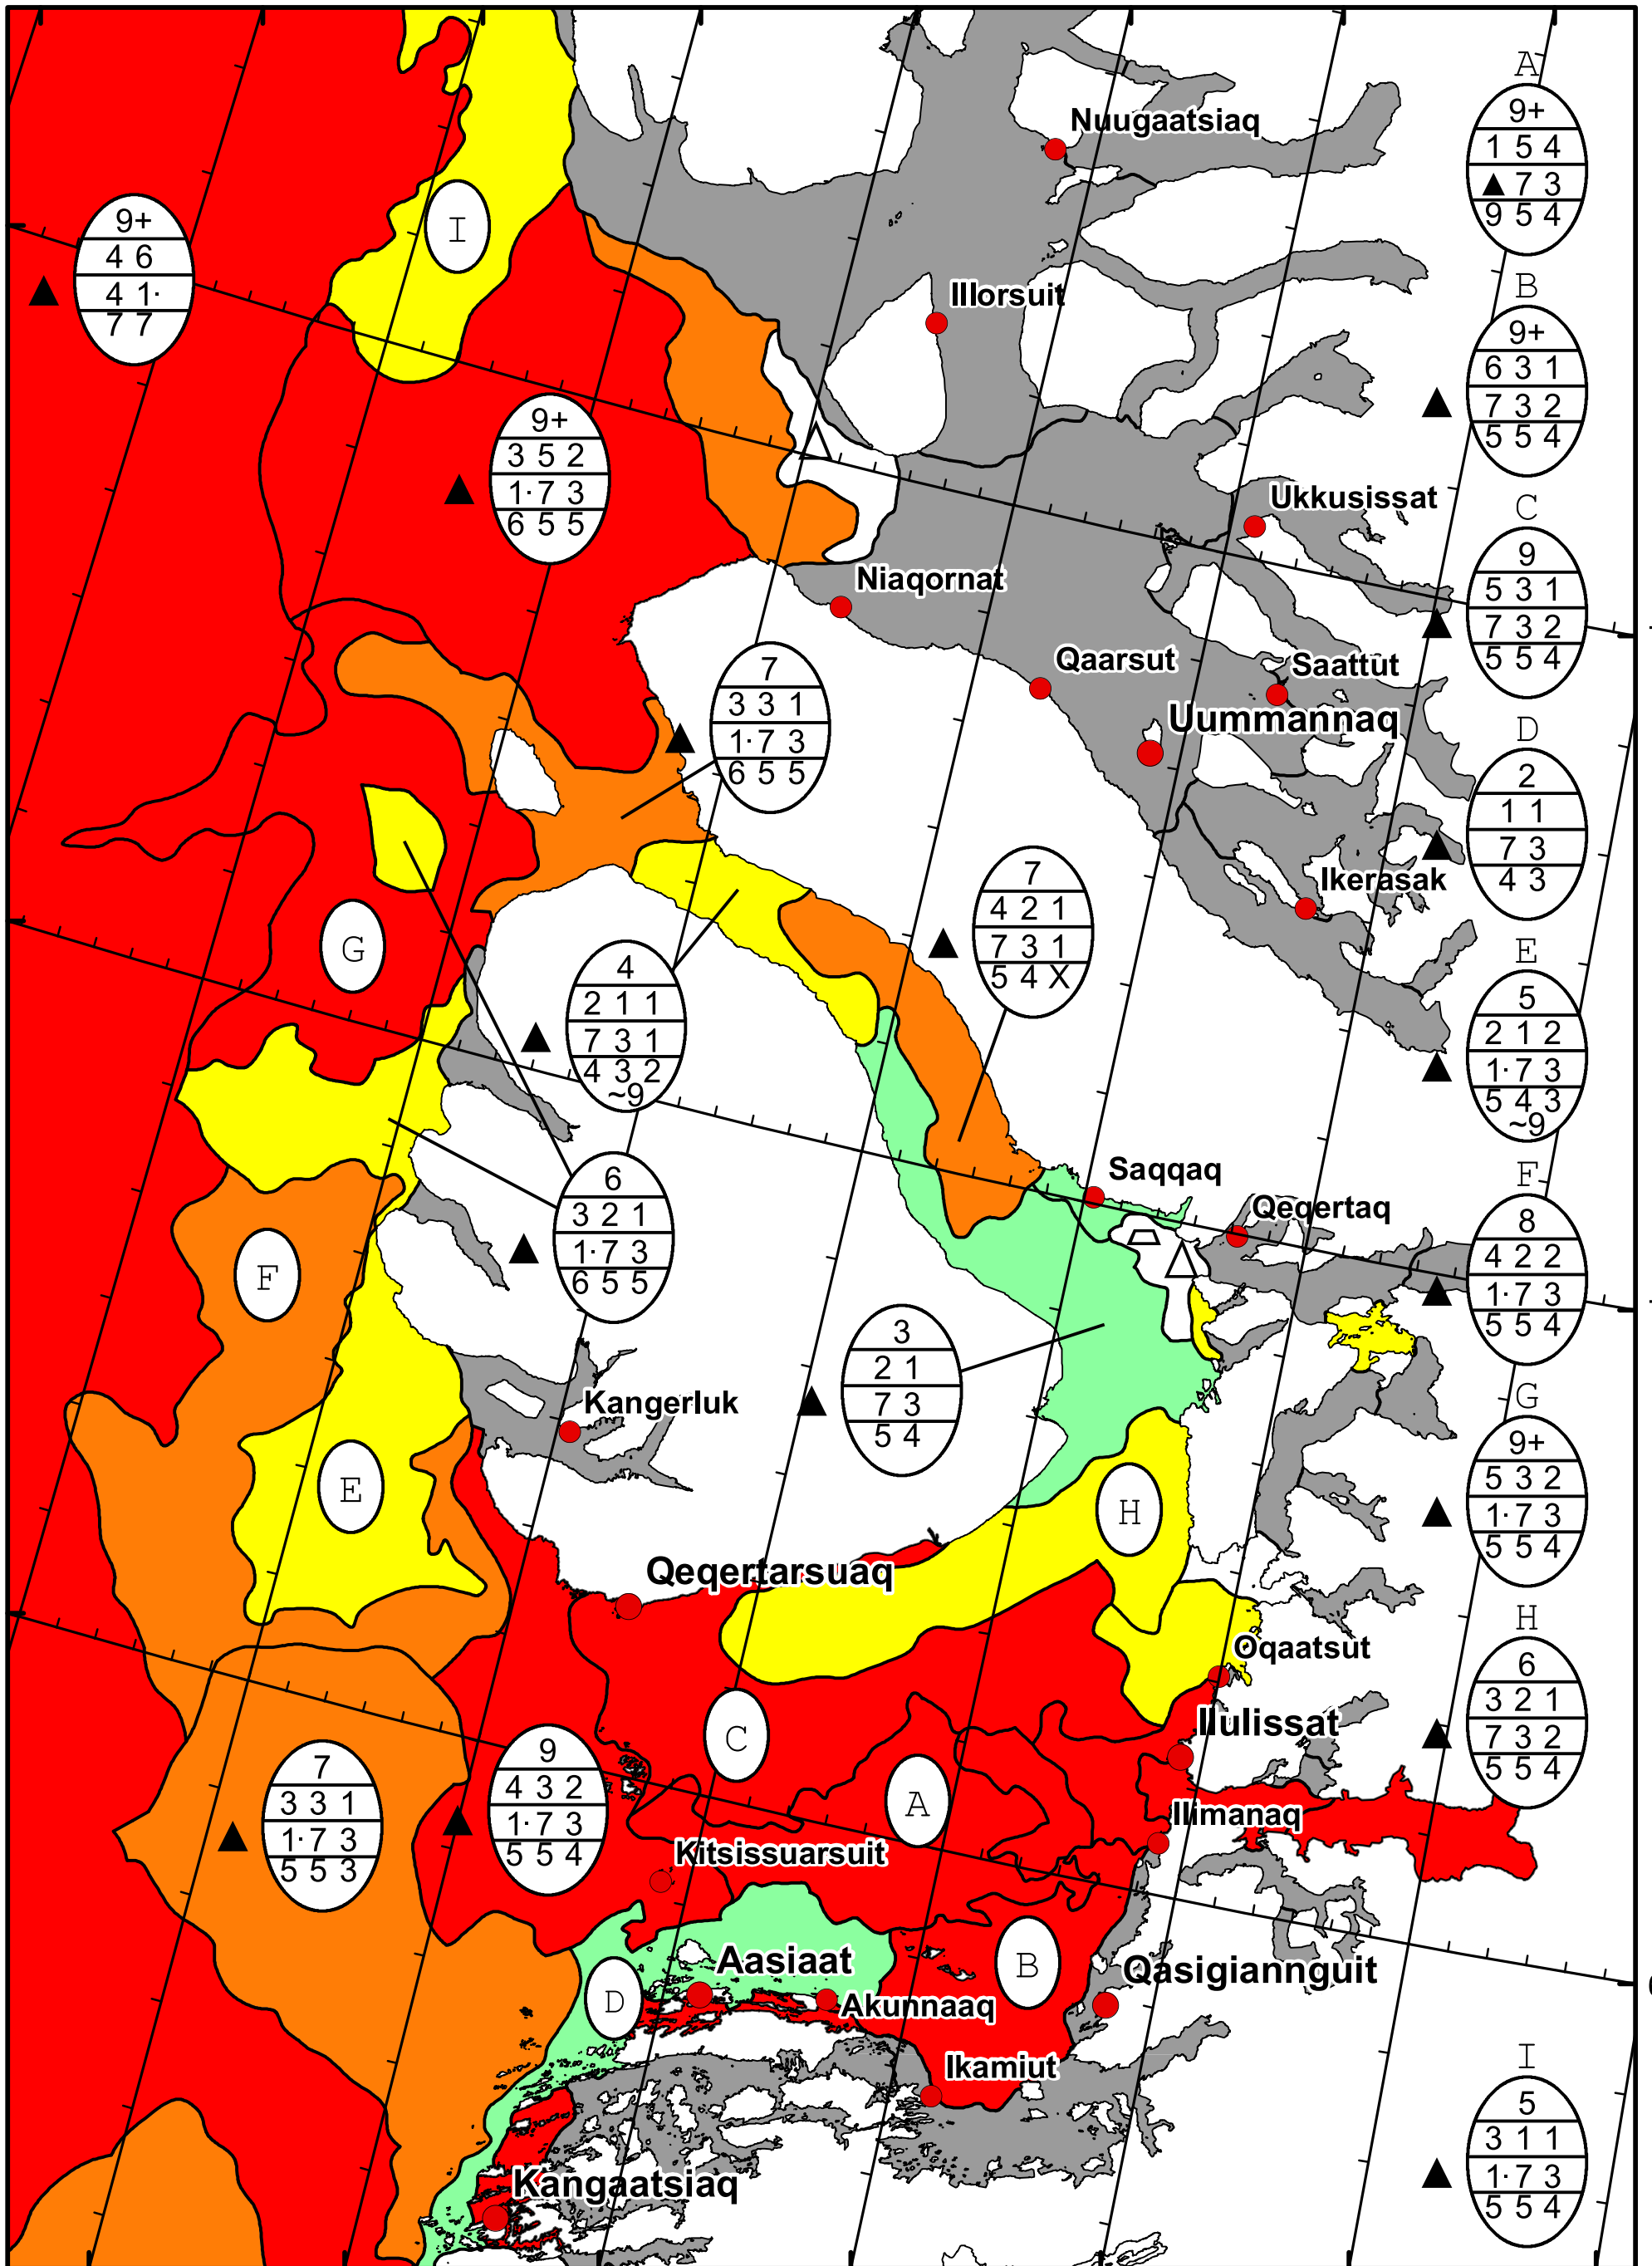 A
9+
1 5 4
▲ 7 3
9 5 4
Nuugaatsiaq
I
9+
4 6
4 1·
7 7
B
9+
6 3 1
7 3 2
5 5 4
Illorsuit
9+
3 5 2
1· 7 3
6 5 5
Ukkusissat
C
9
5 3 1
7 3 2
5 5 4
Niaqornat
Qaarsut
Saattut
Uummannaq
7
3 3 1
1· 7 3
6 5 5
D
2
1 1
7 3
4 3
Ikerasak
7
4 2 1
7 3 1
5 4 X
G
4
2 1 1
7 3 1
4 3 2
~9
E
5
2 1 2
1· 7 3
5 4 3
~9
Saqqaq
Qeqertaq
6
3 2 1
1· 7 3
6 5 5
F
F
8
4 2 2
1· 7 3
5 5 4
3
2 1
7 3
5 4
Kangerluk
E
H
G
9+
5 3 2
1· 7 3
5 5 4
Qeqertarsuaq
Oqaatsut
H
6
3 2 1
7 3 2
5 5 4
Ilulissat
C
A
7
3 3 1
1· 7 3
5 5 3
9
4 3 2
1· 7 3
5 5 4
Ilimanaq
Kitsissuarsuit
Aasiaat
B
Qasigiannguit
D
Akunnaaq
Ikamiut
Kangaatsiaq
I
5
3 1 1
1· 7 3
5 5 4